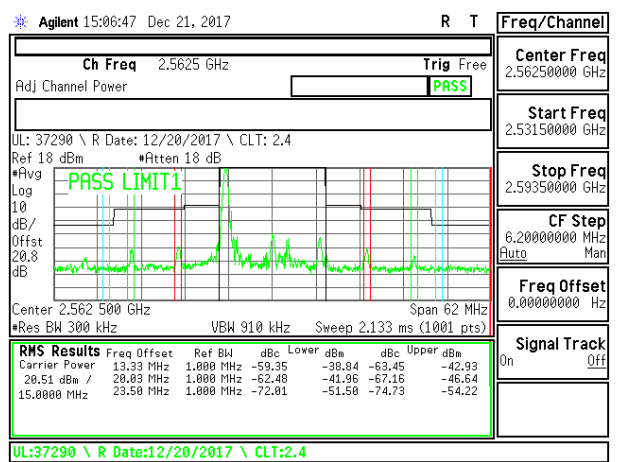 Agilent 15:06:47 Dec 21, 2017 R T
Freq/Channel
Ch Freq 2.5625 GHz Trig Free
Adj Channel Power PASS
Center Freq
2.56250000 GHz
Start Freq
2.53150000 GHz
Stop Freq
2.59350000 GHz
CF Step
6.20000000 MHz
Auto Man
Freq Offset
0.00000000 Hz
Signal Track
On Off
UL: 37290 \ R Date: 12/20/2017 \ CLT: 2.4
Ref 18 dBm #Atten 18 dB
#Avg
Log
10
dB/
Offst
20.8
dB
PASS LIMIT1
Center 2.562 500 GHz Span 62 MHz
#Res BW 300 kHz VBW 910 kHz Sweep 2.133 ms (1001 pts)
RMS Results Freq Offset Ref BW dBc Lower dBm dBc Upper dBm
Carrier Power 13.33 MHz 1.000 MHz -59.35 -38.84 -63.45 -42.93
20.51 dBm / 20.03 MHz 1.000 MHz -62.48 -41.96 -67.16 -46.64
15.0000 MHz 23.50 MHz 1.000 MHz -72.01 -51.50 -74.73 -54.22
UL:37290 \ R Date:12/20/2017 \ CLT:2.4